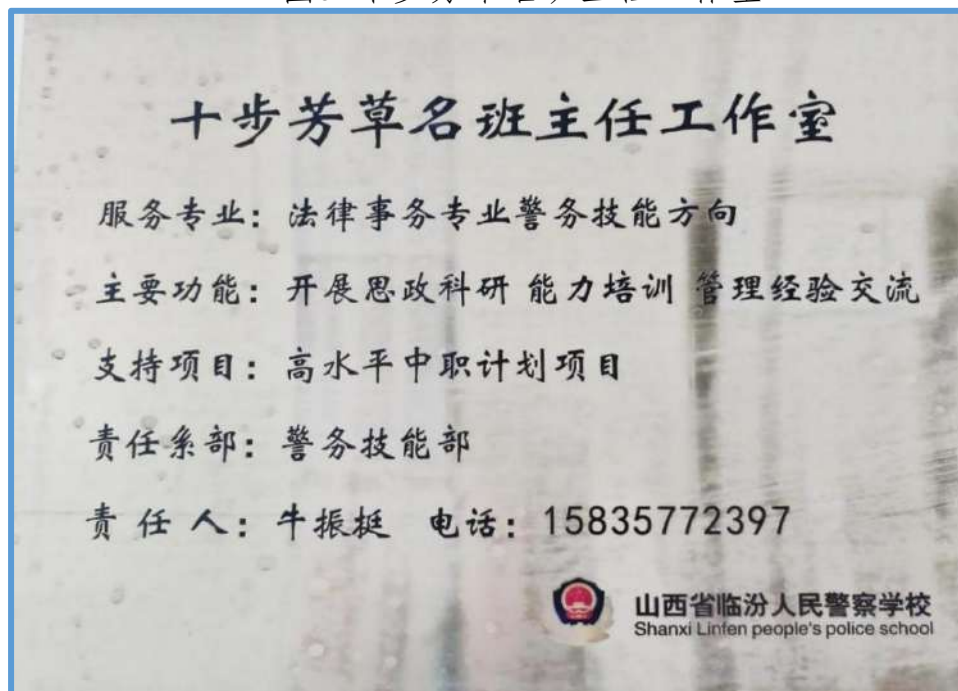 十步芳草名班主任工作室
服务专业：法律事务专业警务技能方向
主要功能：开展思政科研 能力培训 管理经验交流
支持项目：高水平中职计划项目
责任系部：警务技能部
责 任 人：牛振挺 电话：15835772397
山西省临汾人民警察学校
Shanxi Linfen people's police school